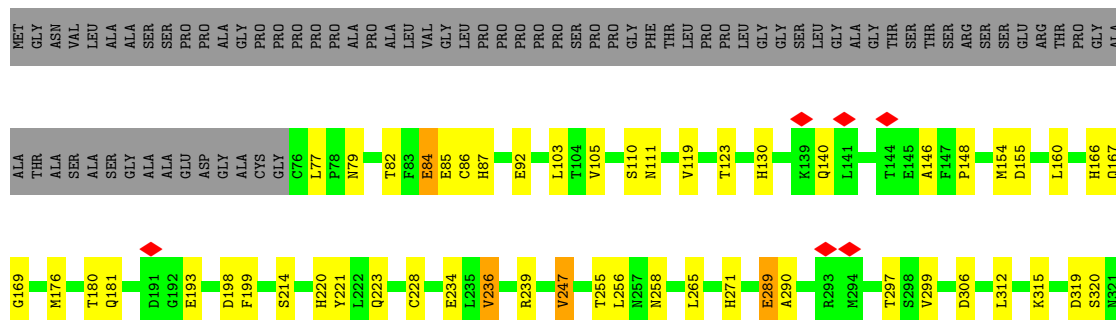 MET GLY ASN VAL LEU ALA ALA SER SER PRO PRO ALA GLY PRO PRO PRO PRO PRO ALA PRO ALA LEU VAL GLY LEU PRO PRO PRO PRO PRO PRO SER PRO PRO GLY PHE THR LEU PRO PRO LEU GLY GLY SER LEU GLY ALA GLY THR SER THR SER ARG SER SER GLU ARG THR PRO GLY ALA
ALA THR ALA SER ALA SER GLY ALA ALA GLU ASP GLY ALA CYS GLY C76 L77 P78 N79 T82 F83 E84 E85 C86 H87 E92 L103 T104 V105 S110 N111 V119 T123 H130 K139 Q140 L141 T144 E145 A146 F147 P148 M154 D155 L160 H166 Q167
G169 M176 T180 Q181 D191 G192 E193 D198 F199 S214 H220 Y221 L222 Q223 C228 E234 L235 V236 R239 V247 T255 L256 N257 N258 L265 H271 E289 A290 R293 M294 T297 S298 V299 D306 L312 K315 D319 S320 N321